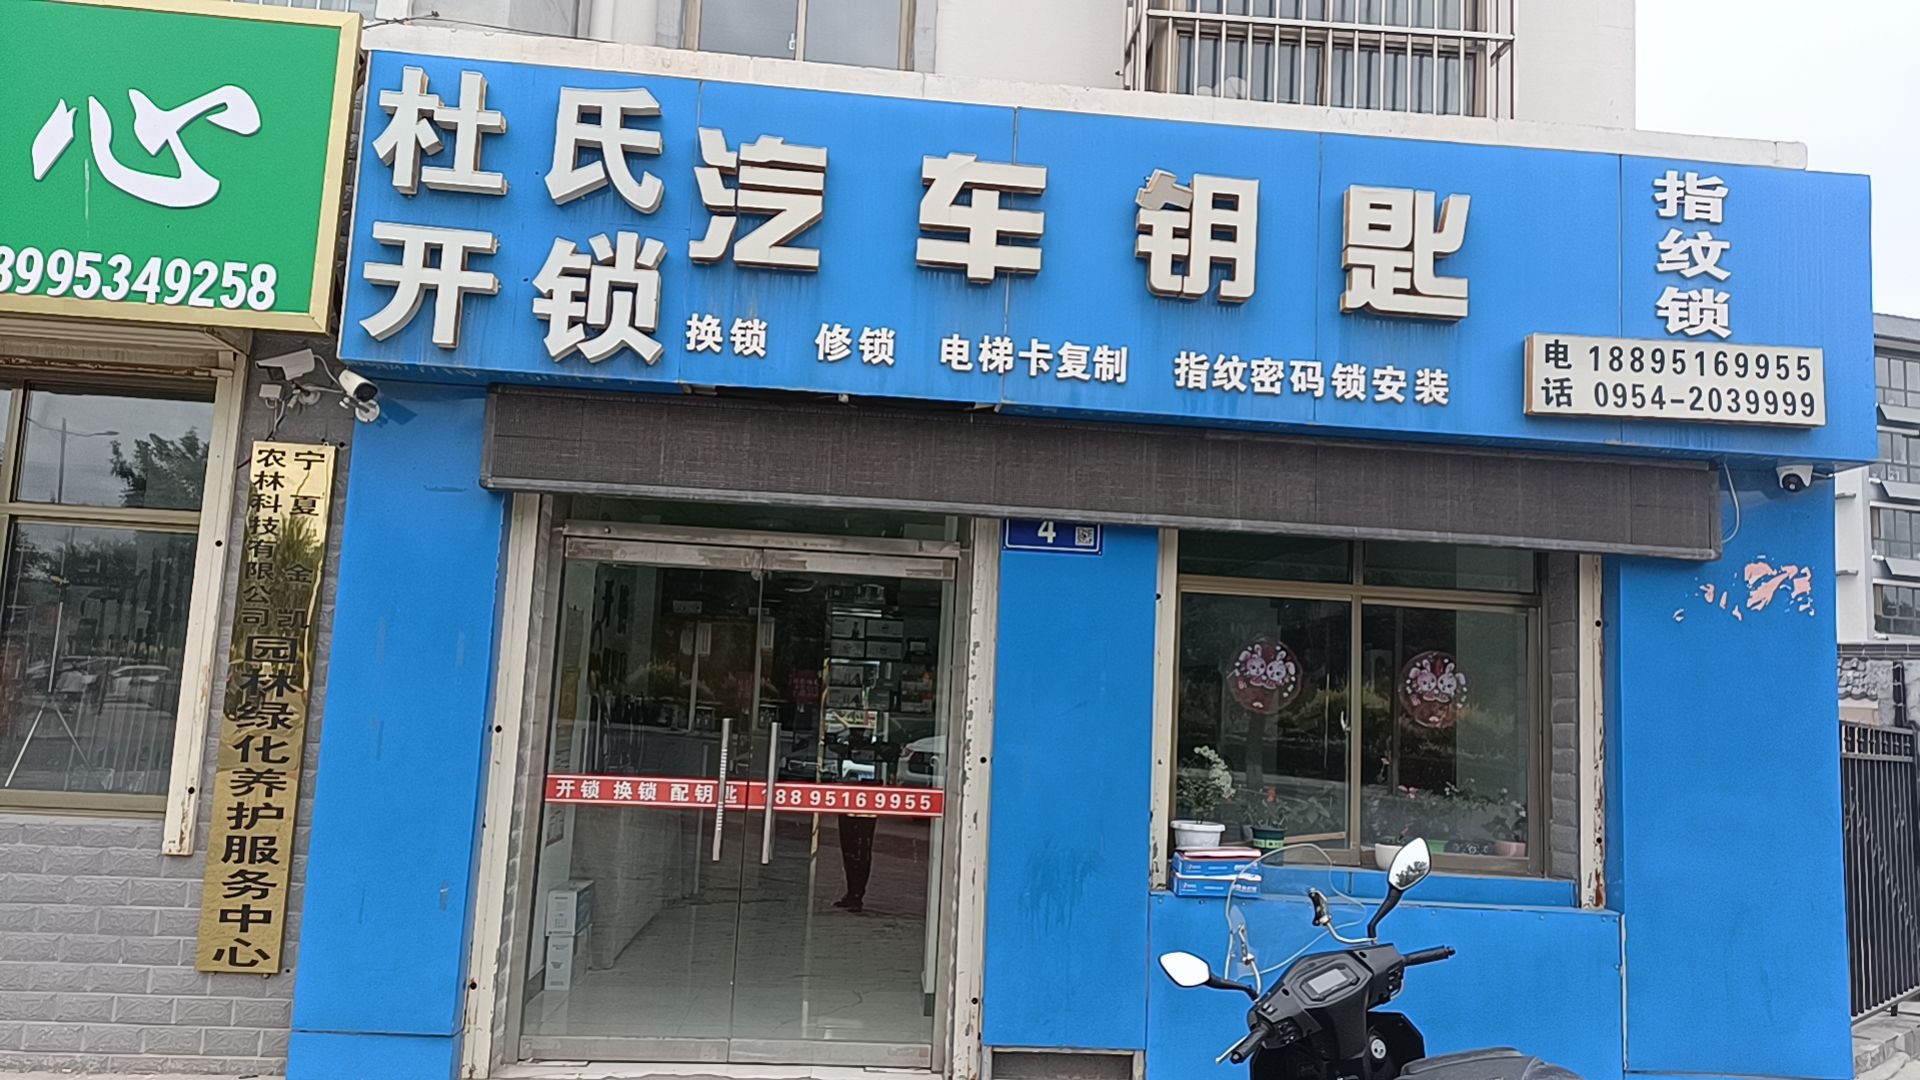 心
3995349258
杜氏
开锁
汽车钥匙
指纹锁
换锁 修锁 电梯卡复制 指纹密码锁安装
电话 18895169955
0954-2039999
宁夏金凯
农林科技有限公司
园林绿化养护服务中心
4
开锁 换锁 配钥匙 18895169955